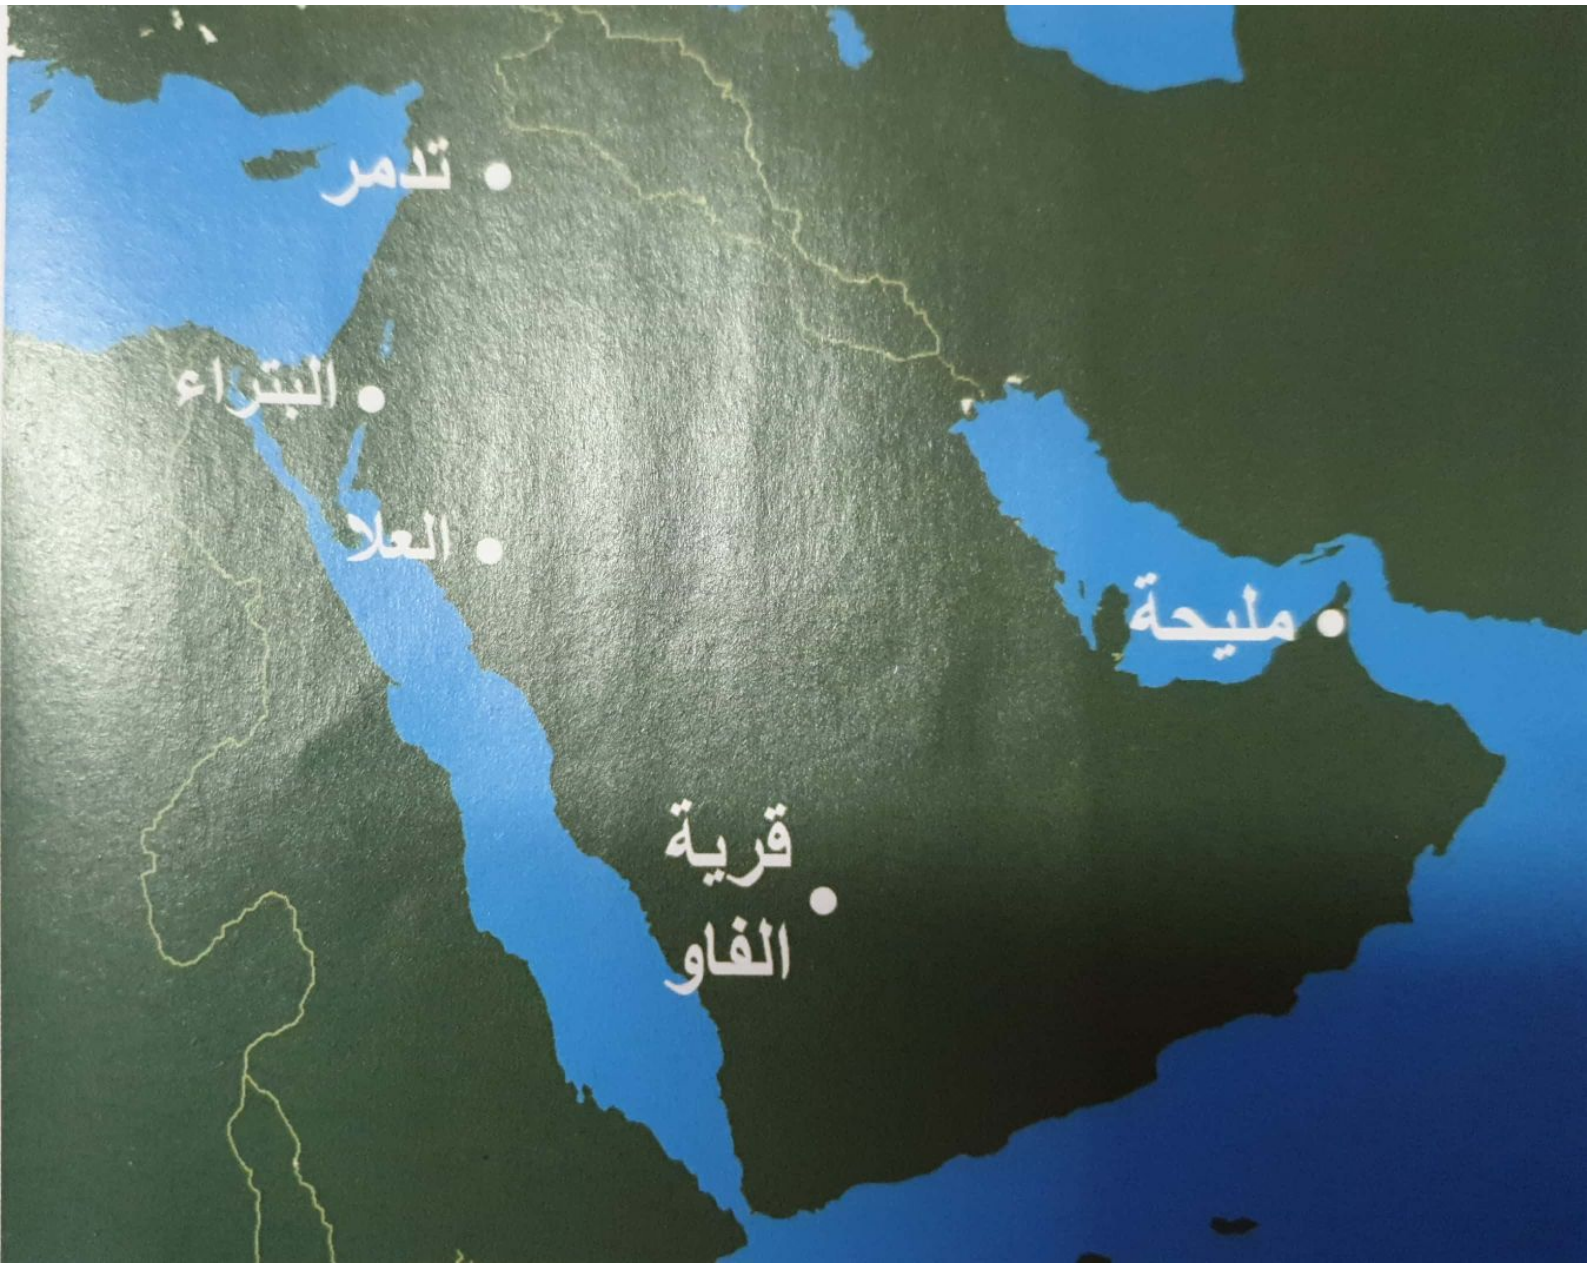 تدمر
البتراء
العلا
مليحة
قرية
الفاو